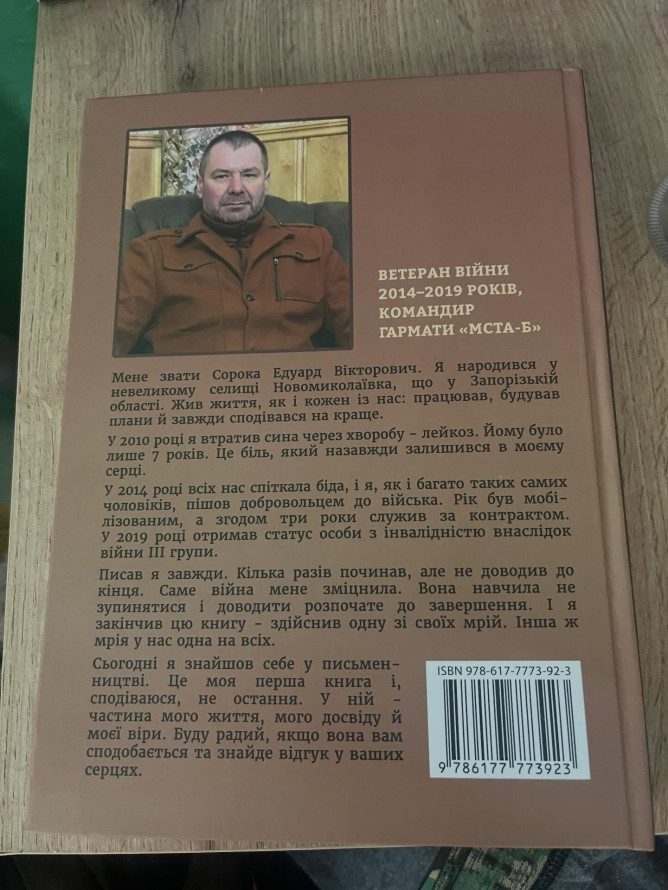 ВЕТЕРАН ВІЙНИ
2014–2019 РОКІВ,
КОМАНДИР
ГАРМАТИ «МСТА-Б»
Мене звати Сорока Едуард Вікторович. Я народився у
невеликому селищі Новомиколаївка, що у Запорізькій
області. Жив життя, як і кожен із нас: працював, будував
плани й завжди сподівався на краще.
У 2010 році я втратив сина через хворобу – лейкоз. Йому було
лише 7 років. Це біль, який назавжди залишився в моєму
серці.
У 2014 році всіх нас спіткала біда, і я, як і багато таких самих
чоловіків, пішов добровольцем до війська. Рік був мобі-
лізованим, а згодом три роки служив за контрактом.
У 2019 році отримав статус особи з інвалідністю внаслідок
війни III групи.
Писав я завжди. Кілька разів починав, але не доводив до
кінця. Саме війна мене зміцнила. Вона навчила не
зупинятися і доводити розпочате до завершення. І я
закінчив цю книгу – здійснив одну зі своїх мрій. Інша ж
мрія у нас одна на всіх.
Сьогодні я знайшов себе у письмен-
ництві. Це моя перша книга і,
сподіваюся, не остання. У ній –
частина мого життя, мого досвіду й
моєї віри. Буду радий, якщо вона вам
сподобається та знайде відгук у ваших
серцях.
ISBN 978-617-7773-92-3
9 786177 773923